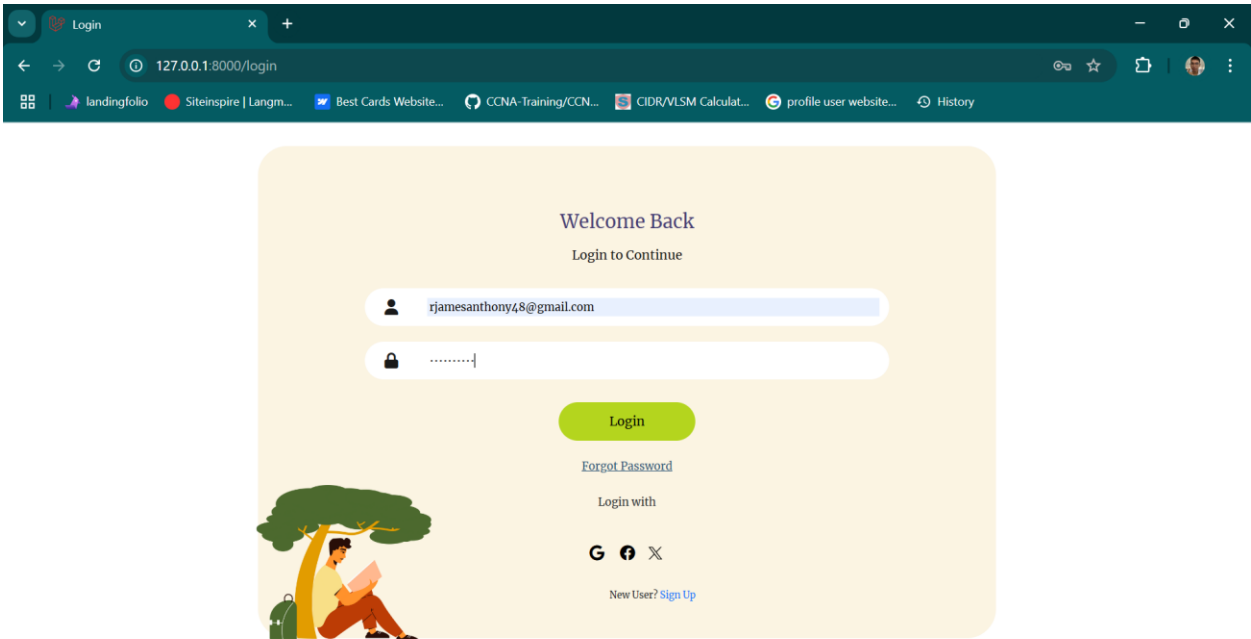 Login
127.0.0.1:8000/login
landingfolio Siteinspire | Langm... Best Cards Website... CCNA-Training/CCN... CIDR/VLSM Calculat... profile user website... History
Welcome Back
Login to Continue
rjamesanthony48@gmail.com
Login
Forgot Password
Login with
New User? Sign Up